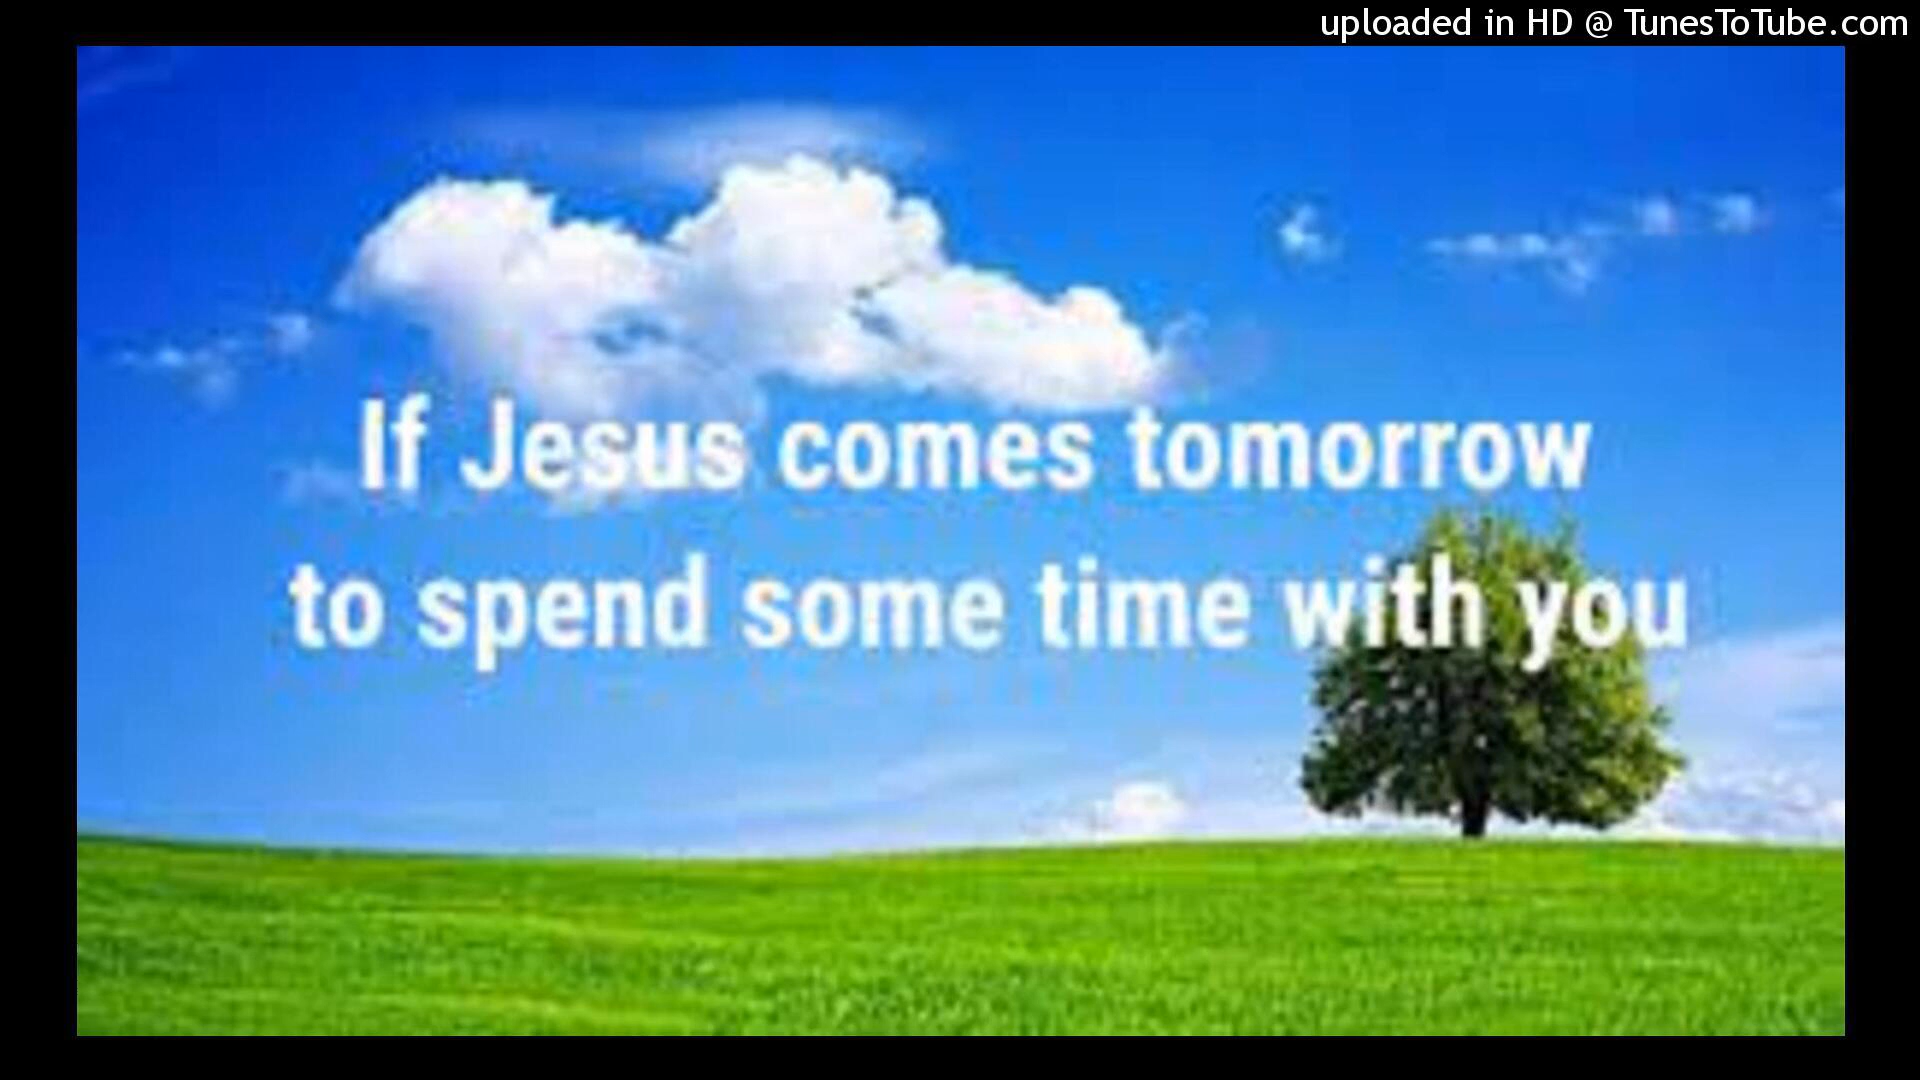 uploaded in HD @ TunesToTube.com
If Jesus comes tomorrow
to spend some time with you